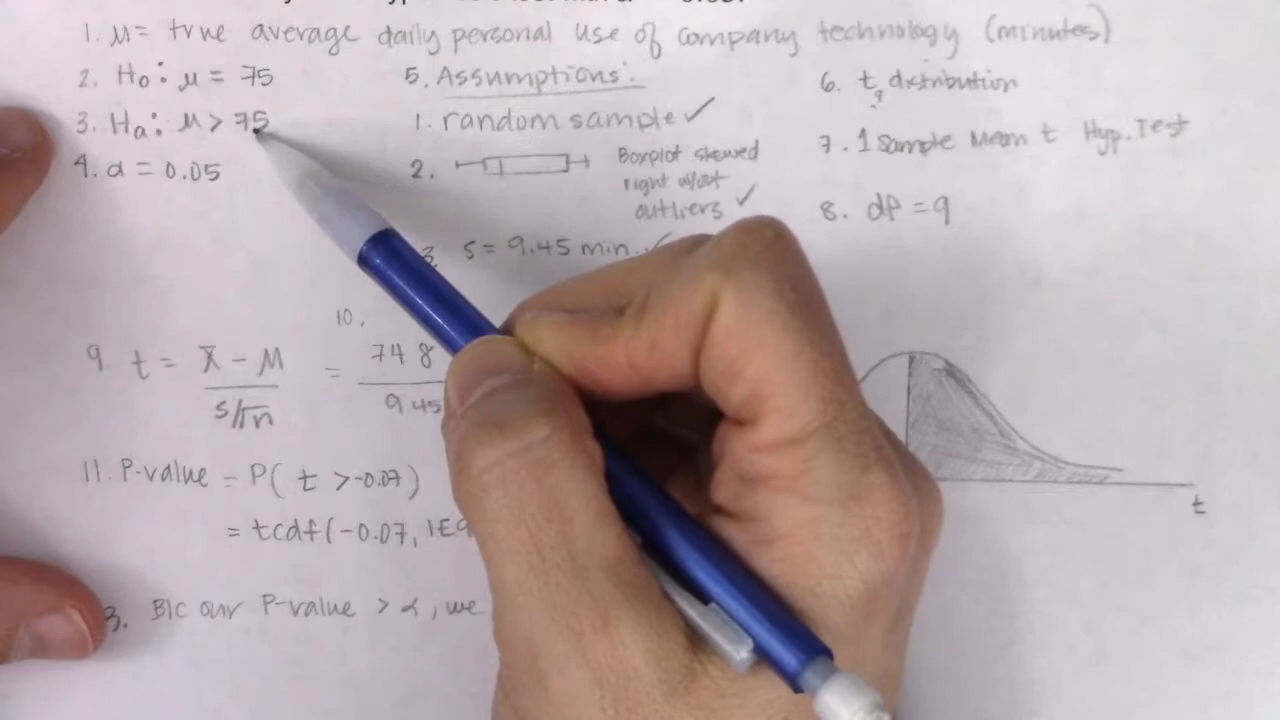 1. μ = true average daily personal use of company technology (minutes)
2. H₀: μ = 75
3. Hₐ: μ > 75
4. α = 0.05
5. Assumptions:
1. random sample ✓
2. Boxplot skewed
right w/out
outliers ✓
3. s = 9.45 min. ✓
6. t₉ distribution
7. 1 Sample Mean t Hyp. Test
8. df = 9
9 t = x̄ - μ
s/√n
10.
= 74.8
9.45
11. P-value = P( t > -0.07)
= tcdf(-0.07, 1E9
3. B/c our P-value > α, we
t